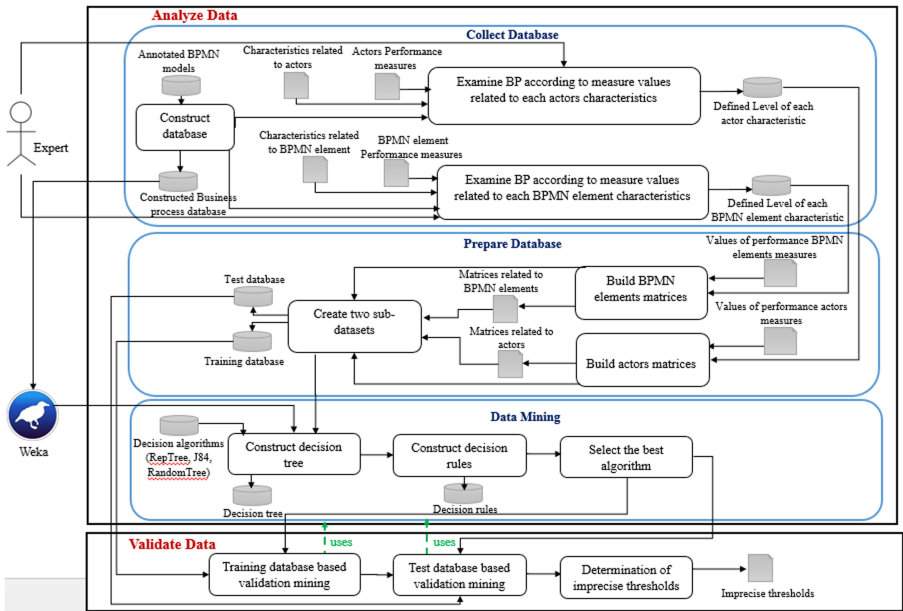 Analyze Data
Collect Database
Annotated BPMN
models
Characteristics related
to actors
Actors Performance
measures
Examine BP according to measure values
related to each actors characteristics
Defined Level of each
actor characteristic
Construct
database
Expert
Characteristics related
to BPMN element
BPMN element
Performance measures
Examine BP according to measure values
related to each BPMN element characteristics
Constructed Business
process database
Defined Level of each
BPMN element characteristic
Prepare Database
Values of performance BPMN
elements measures
Test database
Matrices related to
BPMN elements
Build BPMN
elements matrices
Create two sub-
datasets
Values of performance actors
measures
Matrices related to
actors
Training database
Build actors matrices
Data Mining
Weka
Decision algorithms
(RepTree, J84,
RandomTree)
Construct decision
tree
Construct decision
rules
Select the best
algorithm
Decision tree
Decision rules
Validate Data
uses
uses
Training database based
validation mining
Test database based
validation mining
Determination of
imprecise thresholds
Imprecise thresholds